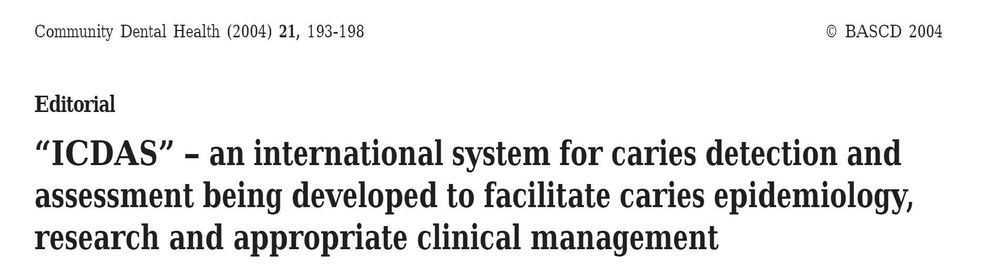 Community Dental Health (2004) 21, 193-198
© BASCD 2004
Editorial
“ICDAS” – an international system for caries detection and
assessment being developed to facilitate caries epidemiology,
research and appropriate clinical management